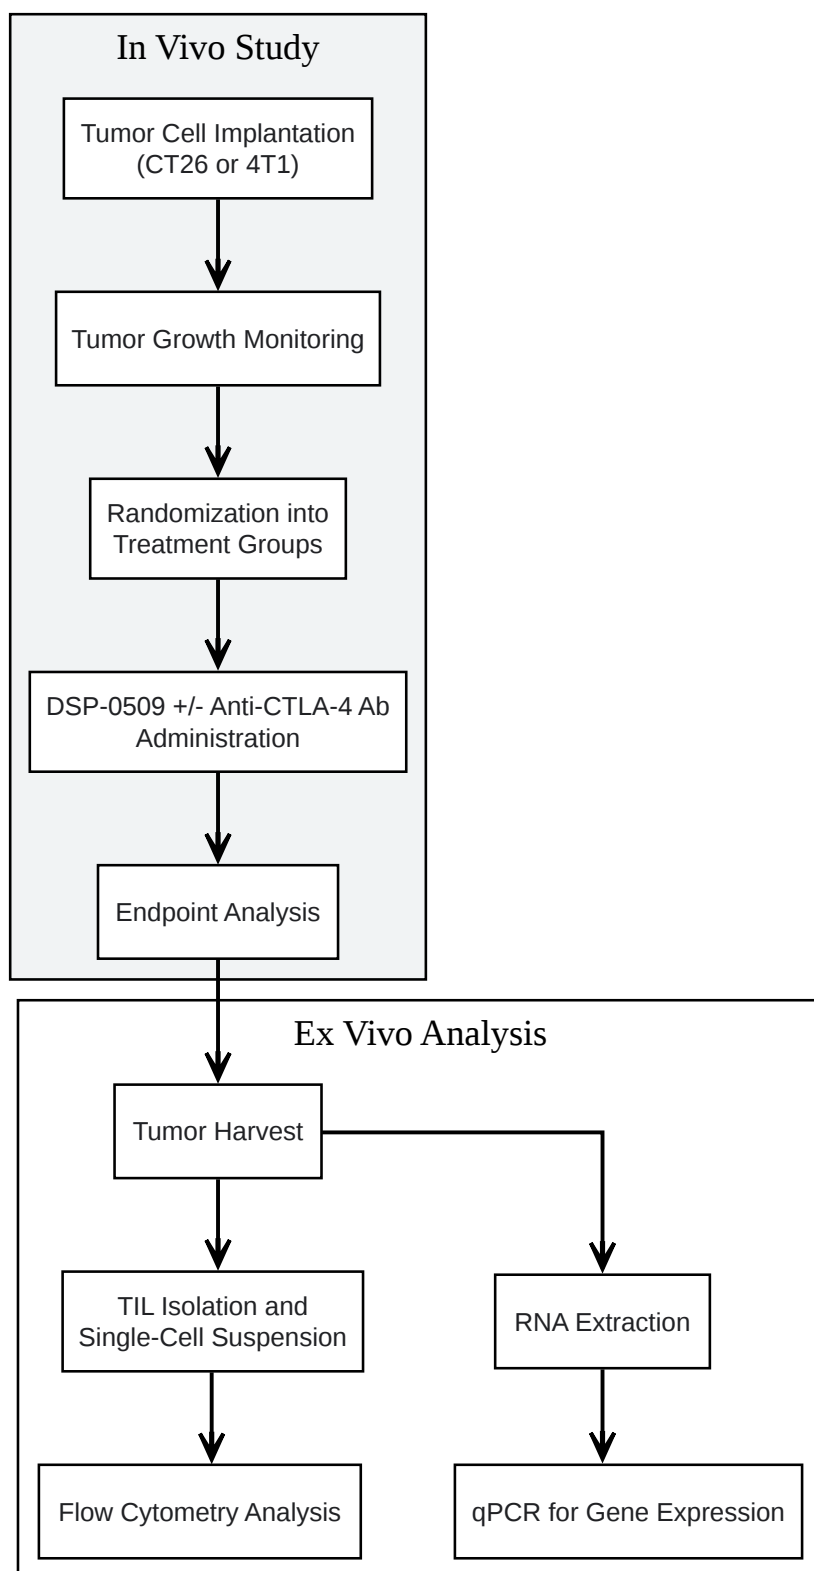 In Vivo Study
Tumor Cell Implantation
(CT26 or 4T1)
Tumor Growth Monitoring
Randomization into
Treatment Groups
DSP-0509 +/- Anti-CTLA-4 Ab
Administration
Endpoint Analysis
Ex Vivo Analysis
Tumor Harvest
TIL Isolation and
Single-Cell Suspension
RNA Extraction
Flow Cytometry Analysis
qPCR for Gene Expression